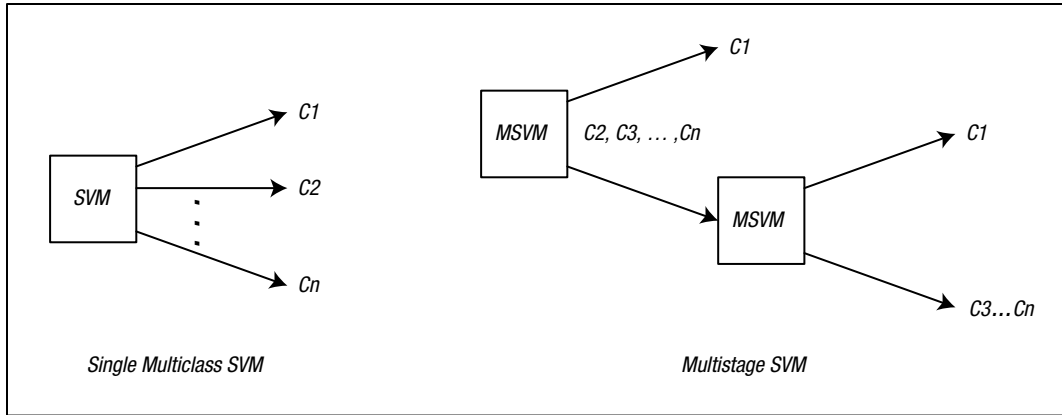 SVM
C1
C2
Cn
Single Multiclass SVM
MSVM
C1
C2, C3, ... ,Cn
MSVM
C1
C3...Cn
Multistage SVM